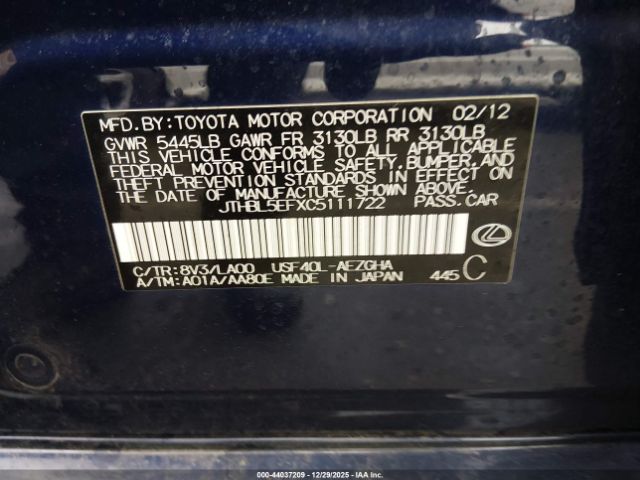 MFD.BY:TOYOTA MOTOR CORPORATION 02/12
GVWR 5445LB GAWR FR 3130LB RR 3130LB
THIS VEHICLE CONFORMS TO ALL APPLICABLE
FEDERAL MOTOR VEHICLE SAFETY,BUMPER,AND
THEFT PREVENTION STANDARDS IN EFFECT ON
THE DATE OF MANUFACTURE SHOWN ABOVE.
JTHBL5EFXC5111722 PASS.CAR
C/TR:8V3/LA00 USF40L-AEZGHA
A/TM:A01A/AA80E MADE IN JAPAN 445 C
000-44037209 - 12/29/2025 - IAA Inc.